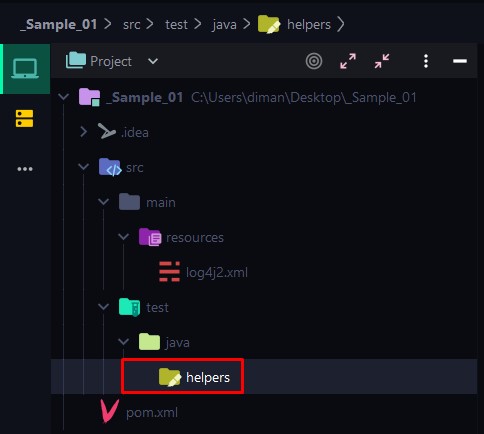 _Sample_01 > src > test > java > helpers >
Project
_Sample_01 C:\Users\diman\Desktop\_Sample_01
.idea
src
main
resources
log4j2.xml
test
java
helpers
pom.xml